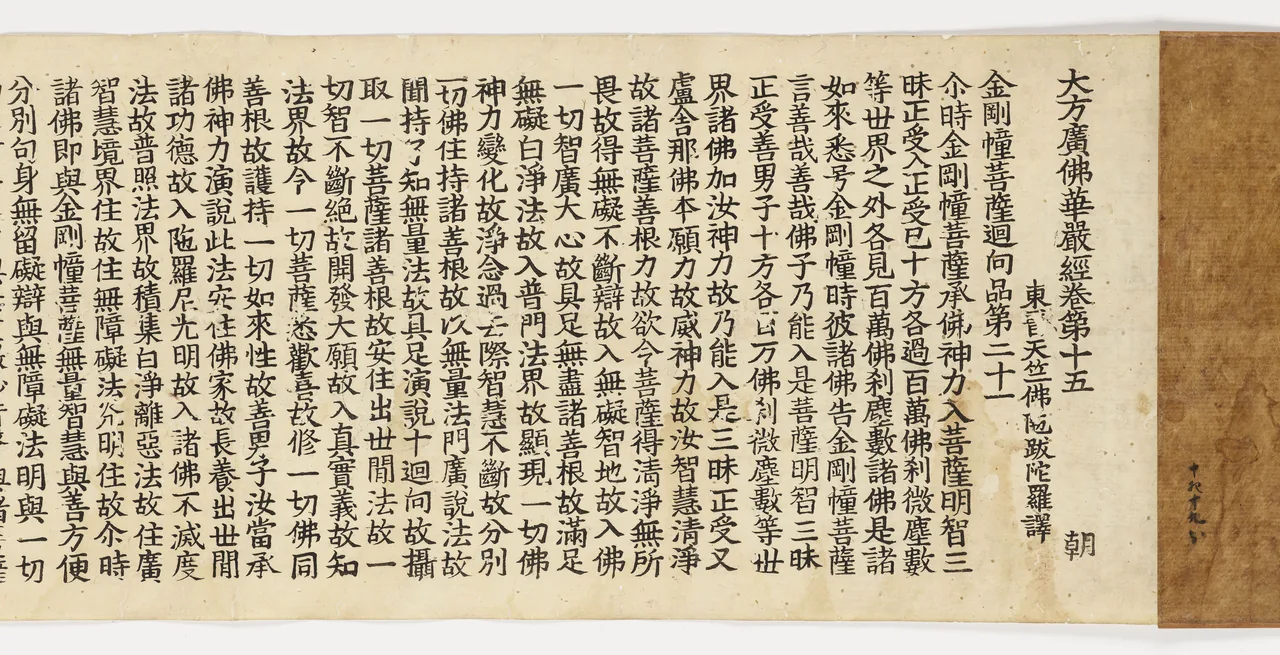 大方廣佛華嚴經卷第十五 朝
東晉天竺佛陁跋陀羅譯
金剛幢菩薩迴向品第二十一
尒時金剛幢菩薩承佛神力入菩薩明智三
昧正受入正受已十方各過百萬佛刹微塵數
等世界之外各見百萬佛刹塵數諸佛是諸
如來悉号金剛幢時彼諸佛告金剛幢菩薩
言善哉善哉佛子乃能入是菩薩明智三昧
正受善男子十方各百万佛刹微塵數等世
界諸佛加汝神力故乃能入是三昧正受又
盧舍那佛本願力故威神力故汝智慧清淨
故諸菩薩善根力故欲令菩薩得清淨無所
畏故得無礙不斷辯故入無礙智地故入佛
一切智廣大心故具足無盡諸善根故滿足
無礙白淨法故入普門法界故顯現一切佛
神力變化故淨念過去際智慧不斷故分別
一切佛住持諸善根故以無量法門廣說法故
聞持了知無量法故具足演說十迴向故攝
取一切菩薩諸善根故安住出世間法故一
切智不斷絕故開發大願故入真實義故知
法界故令一切菩薩悉歡喜故修一切佛同
善根故護持一切如來性故善男子汝當承
佛神力演說此法安住佛家故長養出世間
諸功德故入陁羅尼光明故入諸佛不滅度
法故普照法界故積集白淨離惡法故住廣
智慧境界住故住無障礙法光明住故尒時
諸佛即與金剛幢菩薩無量智慧與善方便
分別句身無留礙辯與無障礙法明與一切